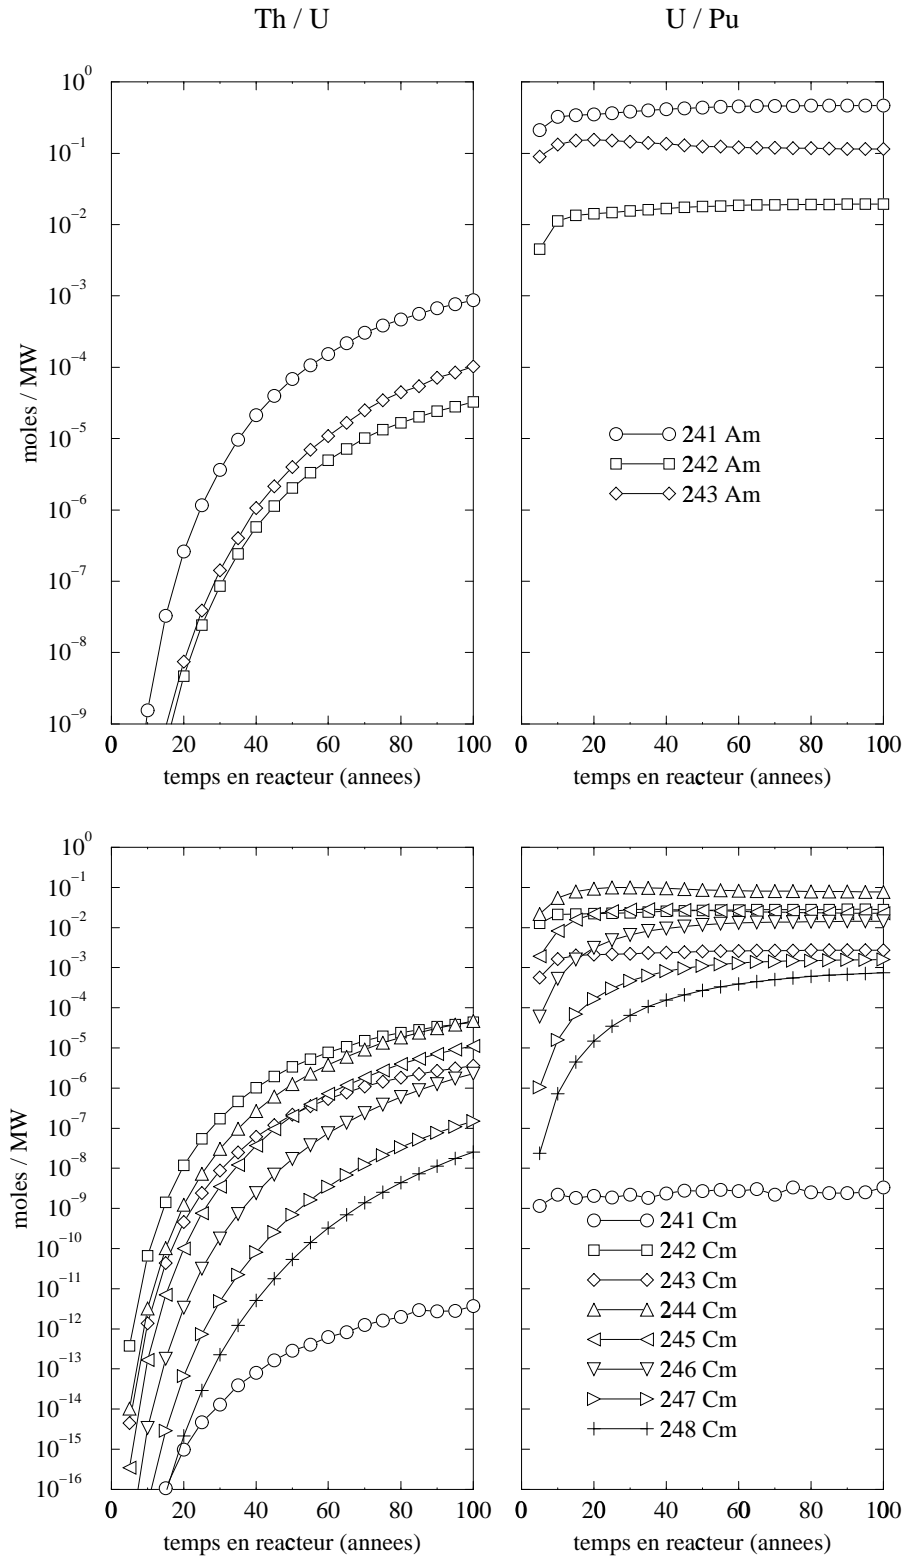 Th / U U / Pu
10⁰
10⁻¹
10⁻²
10⁻³
10⁻⁴
10⁻⁵
10⁻⁶
10⁻⁷
10⁻⁸
10⁻⁹
moles / MW
241 Am
242 Am
243 Am
0 20 40 60 80 100 0 20 40 60 80 100
temps en reacteur (annees) temps en reacteur (annees)
10⁰
10⁻¹
10⁻²
10⁻³
10⁻⁴
10⁻⁵
10⁻⁶
10⁻⁷
10⁻⁸
10⁻⁹
10⁻¹⁰
10⁻¹¹
10⁻¹²
10⁻¹³
10⁻¹⁴
10⁻¹⁵
10⁻¹⁶
moles / MW
241 Cm
242 Cm
243 Cm
244 Cm
245 Cm
246 Cm
247 Cm
248 Cm
0 20 40 60 80 100 0 20 40 60 80 100
temps en reacteur (annees) temps en reacteur (annees)